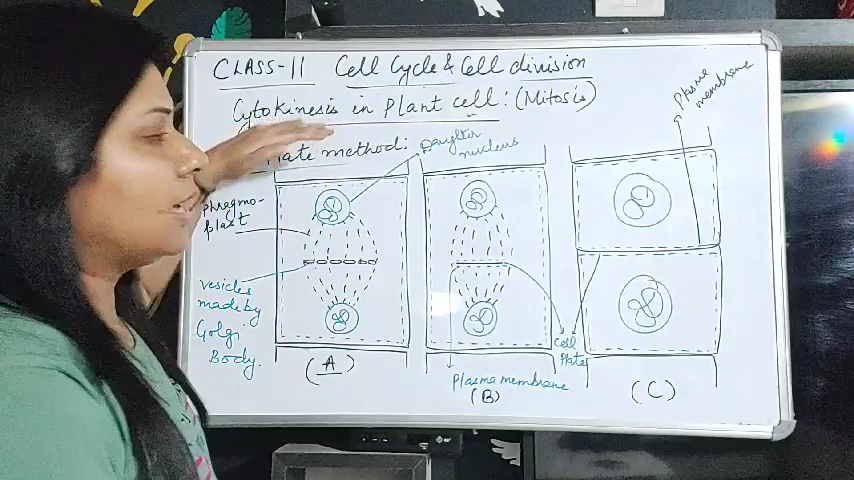 CLASS-11 Cell Cycle & Cell division
Cytokinesis in Plant cell: (Mitosis)
method:
Daughter
nucleus
Plasma
membrane
Phragmo-
plast
vesicles
made by
Golgi
Body.
Cell
Plate
Plasma membrane
(A)
(B)
(C)